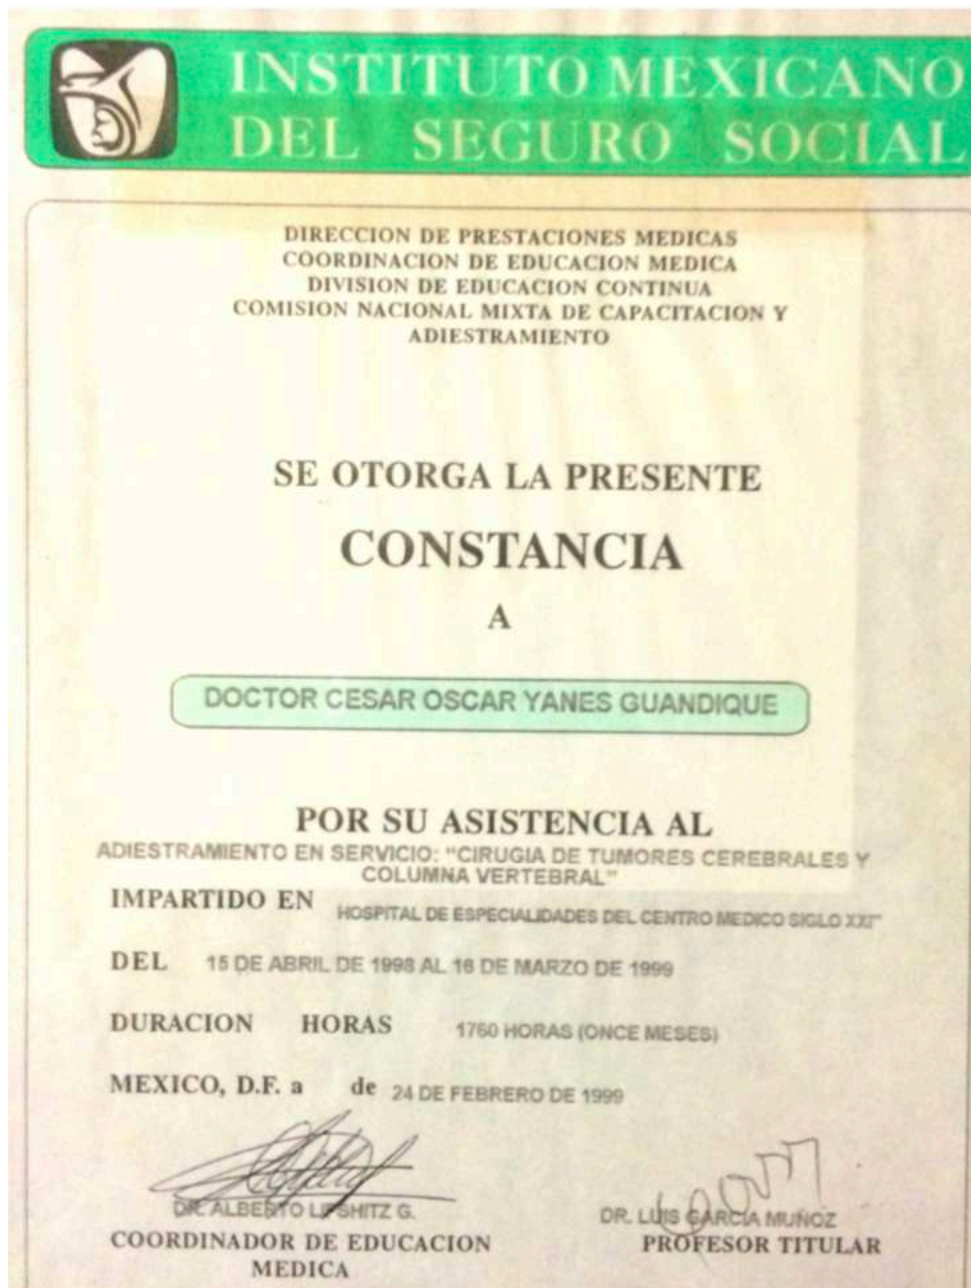 INSTITUTO MEXICANO
DEL SEGURO SOCIAL
DIRECCION DE PRESTACIONES MEDICAS
COORDINACION DE EDUCACION MEDICA
DIVISION DE EDUCACION CONTINUA
COMISION NACIONAL MIXTA DE CAPACITACION Y
ADIESTRAMIENTO
SE OTORGA LA PRESENTE
CONSTANCIA
A
DOCTOR CESAR OSCAR YANES GUANDIQUE
POR SU ASISTENCIA AL
ADIESTRAMIENTO EN SERVICIO: "CIRUGIA DE TUMORES CEREBRALES Y
COLUMNA VERTEBRAL"
IMPARTIDO EN HOSPITAL DE ESPECIALIDADES DEL CENTRO MEDICO SIGLO XXI"
DEL 15 DE ABRIL DE 1998 AL 16 DE MARZO DE 1999
DURACION HORAS 1760 HORAS (ONCE MESES)
MEXICO, D.F. a de 24 DE FEBRERO DE 1999
DR. ALBERTO LIFSHITZ G.
COORDINADOR DE EDUCACION
MEDICA
DR. LUIS GARCIA MUÑOZ
PROFESOR TITULAR